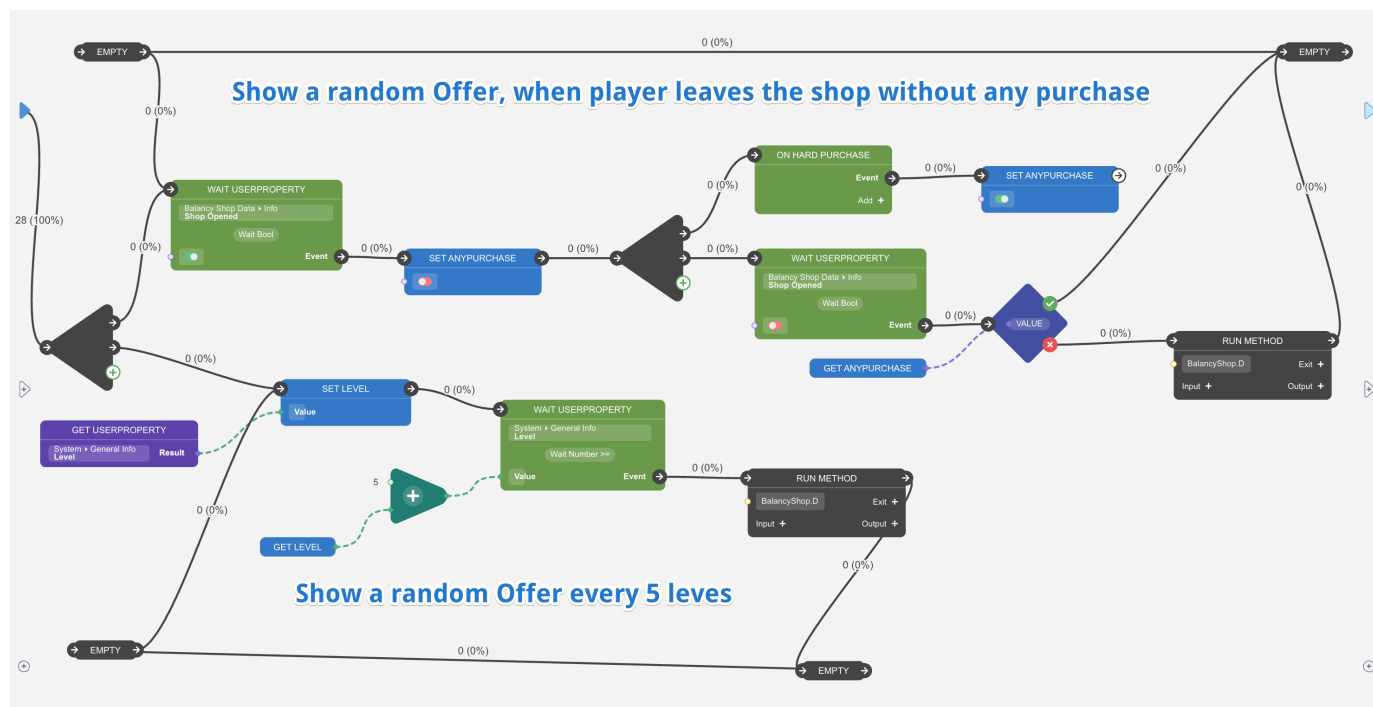 EMPTY
0 (0%)
EMPTY
Show a random Offer, when player leaves the shop without any purchase
0 (0%)
28 (100%)
0 (0%)
WAIT USERPROPERTY
Balancy Shop Data ▸ Info
Shop Opened
Wait Bool
Event
0 (0%)
SET ANYPURCHASE
0 (0%)
0 (0%)
ON HARD PURCHASE
Event
Add +
0 (0%)
SET ANYPURCHASE
0 (0%)
WAIT USERPROPERTY
Balancy Shop Data ▸ Info
Shop Opened
Wait Bool
Event
0 (0%)
VALUE
GET ANYPURCHASE
0 (0%)
0 (0%)
0 (0%)
RUN METHOD
BalancyShop.D
Exit +
Input +
Output +
0 (0%)
SET LEVEL
Value
GET USERPROPERTY
System ▸ General Info
Level
Result
0 (0%)
WAIT USERPROPERTY
System ▸ General Info
Level
Wait Number >=
Value
Event
5
+
GET LEVEL
0 (0%)
RUN METHOD
BalancyShop.D
Exit +
Input +
Output +
0 (0%)
0 (0%)
Show a random Offer every 5 leves
EMPTY
0 (0%)
EMPTY